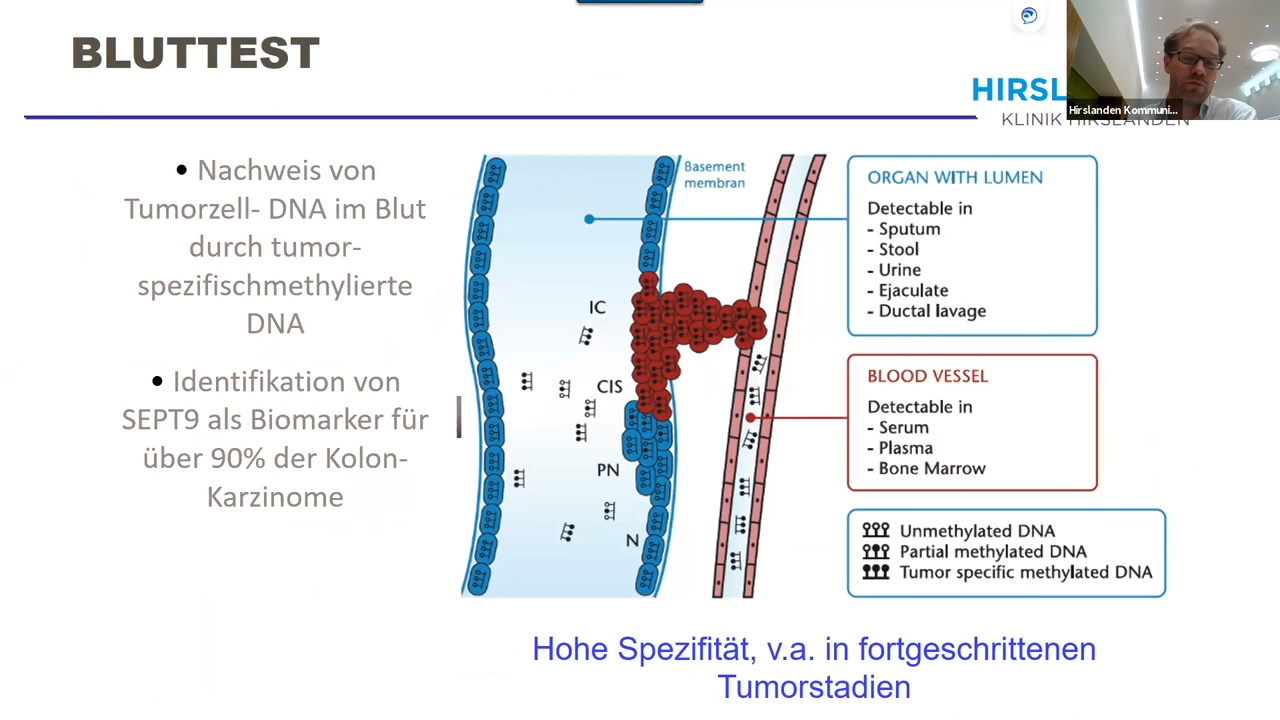 BLUTTEST
HIRSL
KLINIK HIRSLANDEN
Hirslanden Kommuni...
• Nachweis von
Tumorzell- DNA im Blut
durch tumor-
spezifischmethylierte
DNA
• Identifikation von
SEPT9 als Biomarker für
über 90% der Kolon-
Karzinome
Basement
membran
IC
CIS
PN
N
ORGAN WITH LUMEN
Detectable in
- Sputum
- Stool
- Urine
- Ejaculate
- Ductal lavage
BLOOD VESSEL
Detectable in
- Serum
- Plasma
- Bone Marrow
Unmethylated DNA
Partial methylated DNA
Tumor specific methylated DNA
Hohe Spezifität, v.a. in fortgeschrittenen
Tumorstadien